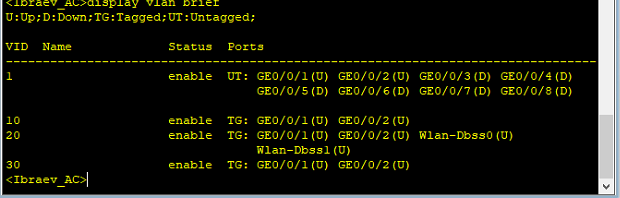 <Ibraev_AC>display vlan brief
U:Up;D:Down;TG:Tagged;UT:Untagged;
VID  Name             Status  Ports
--------------------------------------------------------------------------------
1                     enable  UT: GE0/0/1(U) GE0/0/2(U) GE0/0/3(D) GE0/0/4(D)
                                  GE0/0/5(D) GE0/0/6(D) GE0/0/7(D) GE0/0/8(D)
10                    enable  TG: GE0/0/1(U) GE0/0/2(U)
20                    enable  TG: GE0/0/1(U) GE0/0/2(U) Wlan-Dbss0(U)
                                  Wlan-Dbss1(U)
30                    enable  TG: GE0/0/1(U) GE0/0/2(U)
<Ibraev_AC>